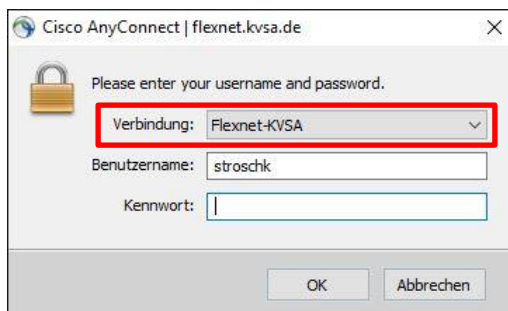 Cisco AnyConnect | flexnet.kvsa.de
Please enter your username and password.
Verbindung: Flexnet-KVSA
Benutzername: stroschk
Kennwort:
OK Abbrechen